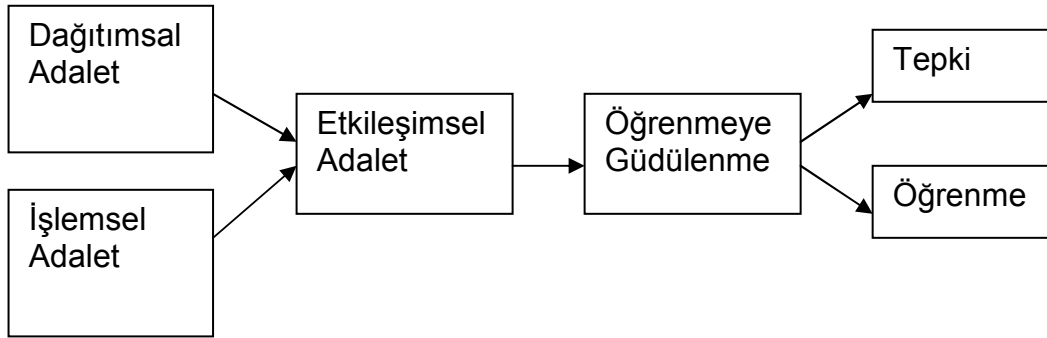 Dağıtımsal
Adalet
İşlemsel
Adalet
Etkileşimsel
Adalet
Öğrenmeye
Güdülenme
Tepki
Öğrenme